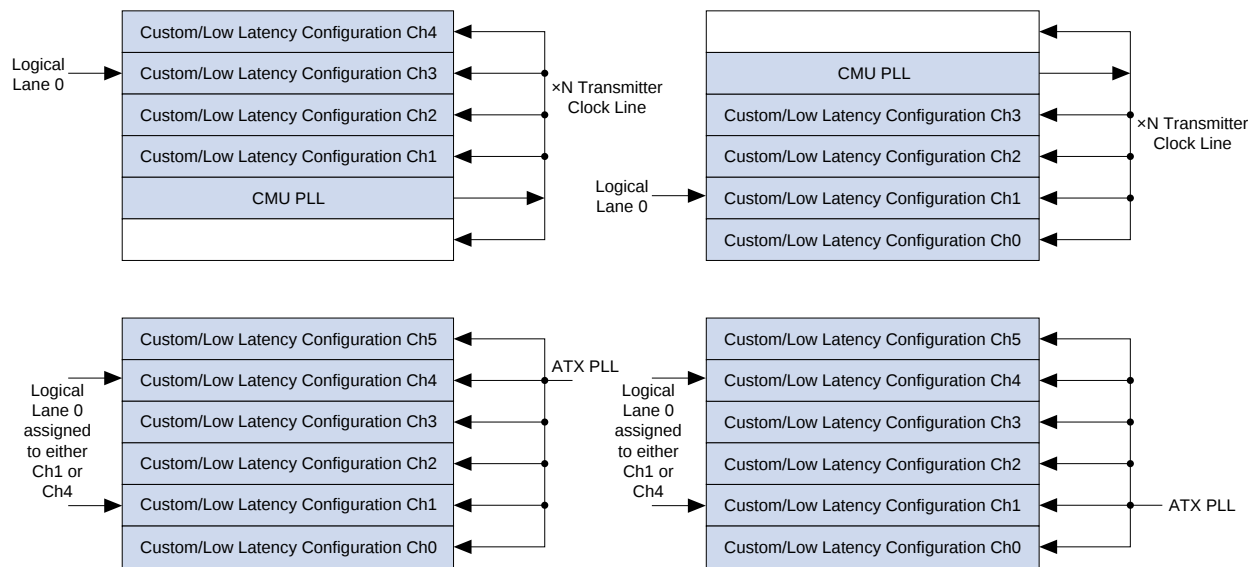 Custom/Low Latency Configuration Ch4
Custom/Low Latency Configuration Ch3
Custom/Low Latency Configuration Ch2
Custom/Low Latency Configuration Ch1
CMU PLL
Logical
Lane 0
×N Transmitter
Clock Line
CMU PLL
Custom/Low Latency Configuration Ch3
Custom/Low Latency Configuration Ch2
Custom/Low Latency Configuration Ch1
Custom/Low Latency Configuration Ch0
Logical
Lane 0
×N Transmitter
Clock Line
Custom/Low Latency Configuration Ch5
Custom/Low Latency Configuration Ch4
Custom/Low Latency Configuration Ch3
Custom/Low Latency Configuration Ch2
Custom/Low Latency Configuration Ch1
Custom/Low Latency Configuration Ch0
Logical
Lane 0
assigned
to either
Ch1 or
Ch4
ATX PLL
Custom/Low Latency Configuration Ch5
Custom/Low Latency Configuration Ch4
Custom/Low Latency Configuration Ch3
Custom/Low Latency Configuration Ch2
Custom/Low Latency Configuration Ch1
Custom/Low Latency Configuration Ch0
Logical
Lane 0
assigned
to either
Ch1 or
Ch4
ATX PLL